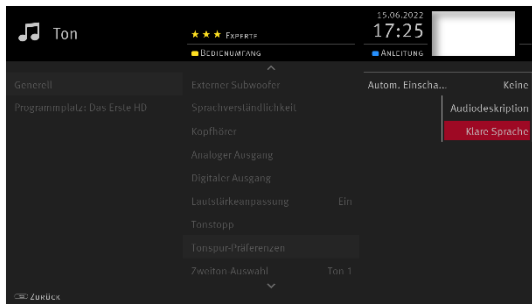 Ton
★ ★ ★ EXPERTE
BEDIENUMFANG
15.06.2022
17:25
ANLEITUNG
Generell
Programmplatz: Das Erste HD
Externer Subwoofer
Sprachverständlichkeit
Kopfhörer
Analoger Ausgang
Digitaler Ausgang
Lautstärkeanpassung Ein
Tonstopp
Tonspur-Präferenzen
Zweiton-Auswahl Ton 1
Autom. Einscha... Keine
Audiodeskription
Klare Sprache
ZURÜCK